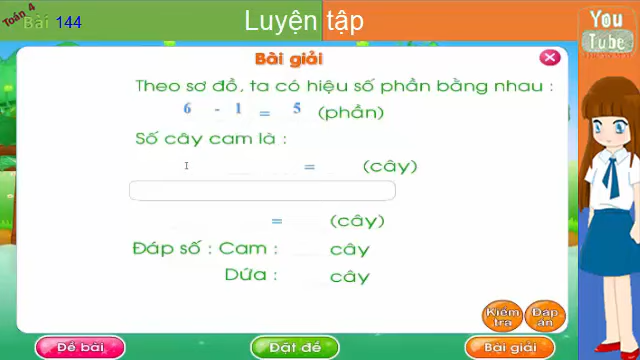 Toán 4
Bài 144
Luyện tập
You
Tube
Bài giải
Theo sơ đồ, ta có hiệu số phần bằng nhau :
6 - 1 = 5 (phần)
Số cây cam là :
= (cây)
= (cây)
Đáp số : Cam : cây
Dứa : cây
Kiểm tra
Đáp án
Đề bài
Đặt đề
Bài giải